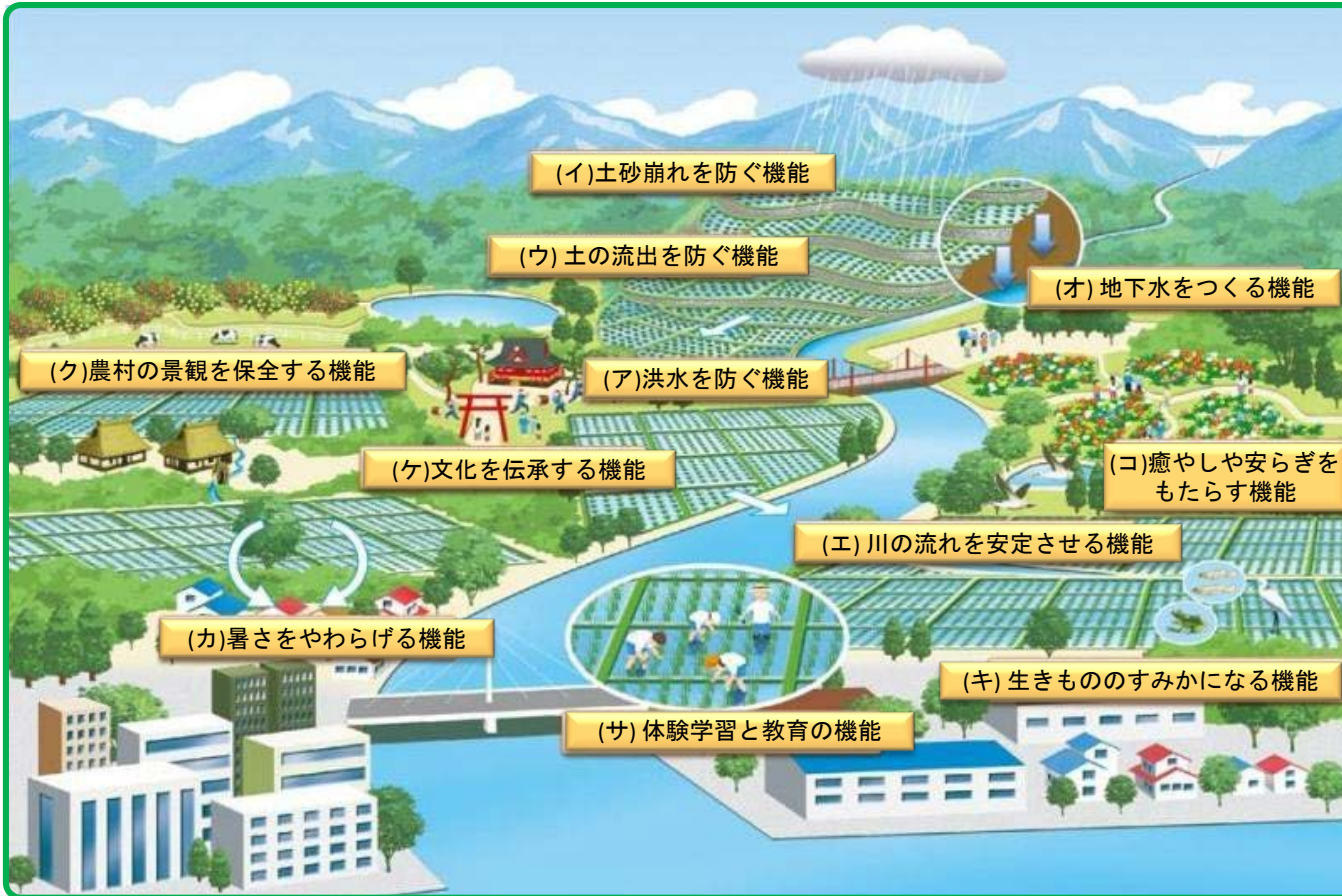 (イ)土砂崩れを防ぐ機能
(ウ) 土の流出を防ぐ機能
(オ) 地下水をつくる機能
(ク)農村の景観を保全する機能
(ア)洪水を防ぐ機能
(ケ)文化を伝承する機能
(コ)癒やしや安らぎを
もたらす機能
(エ) 川の流れを安定させる機能
(カ)暑さをやわらげる機能
(キ) 生きもののすみかになる機能
(サ) 体験学習と教育の機能